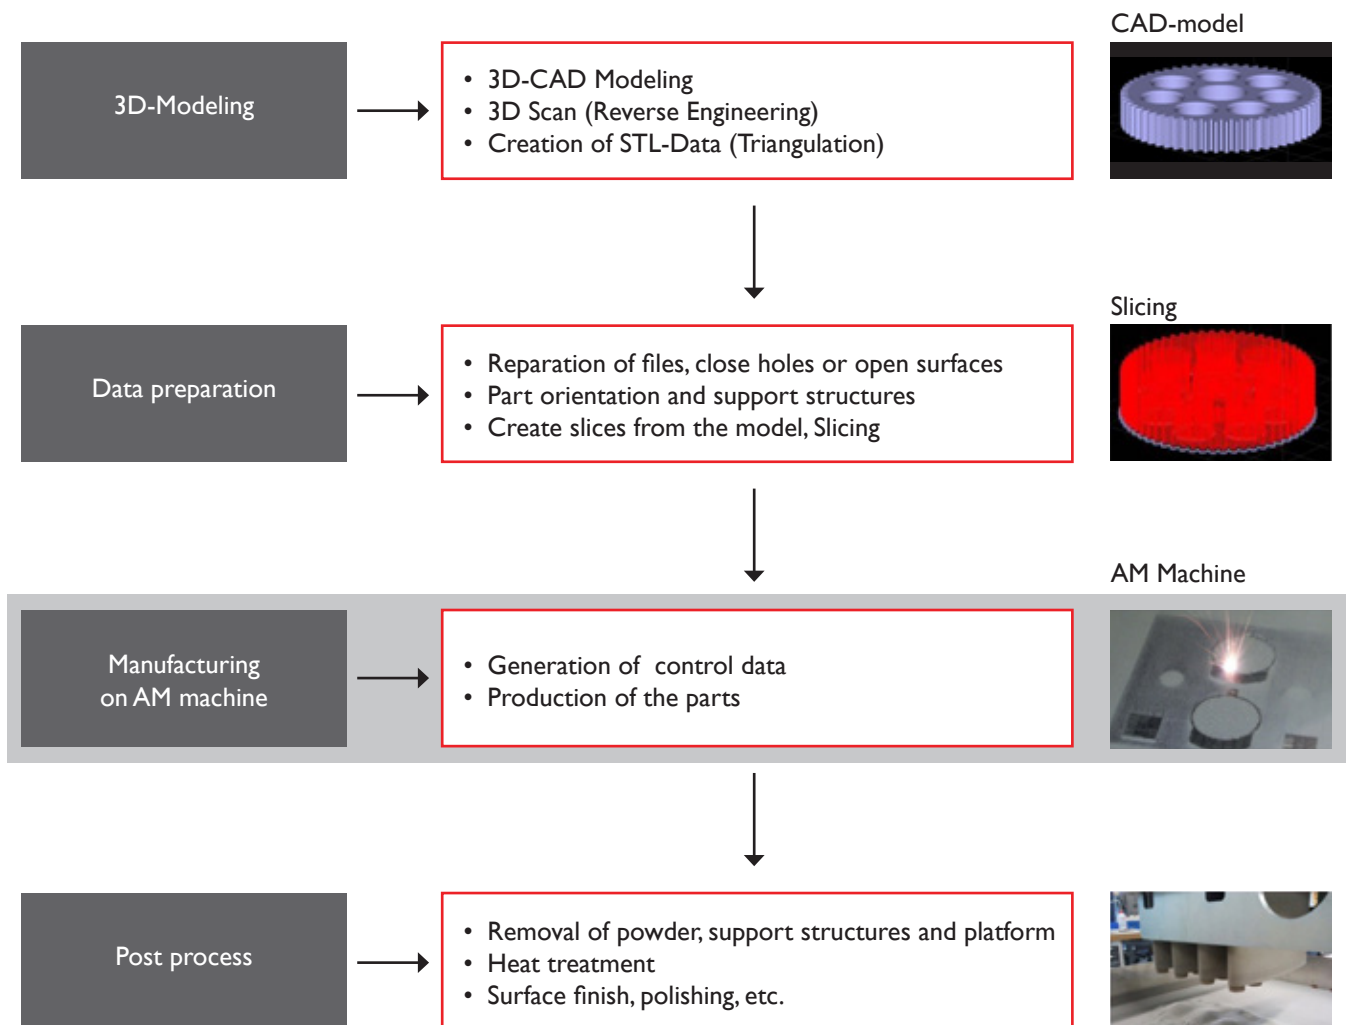 CAD-model
3D-Modeling
• 3D-CAD Modeling
• 3D Scan (Reverse Engineering)
• Creation of STL-Data (Triangulation)
Slicing
Data preparation
• Reparation of files, close holes or open surfaces
• Part orientation and support structures
• Create slices from the model, Slicing
AM Machine
Manufacturing
on AM machine
• Generation of control data
• Production of the parts
Post process
• Removal of powder, support structures and platform
• Heat treatment
• Surface finish, polishing, etc.